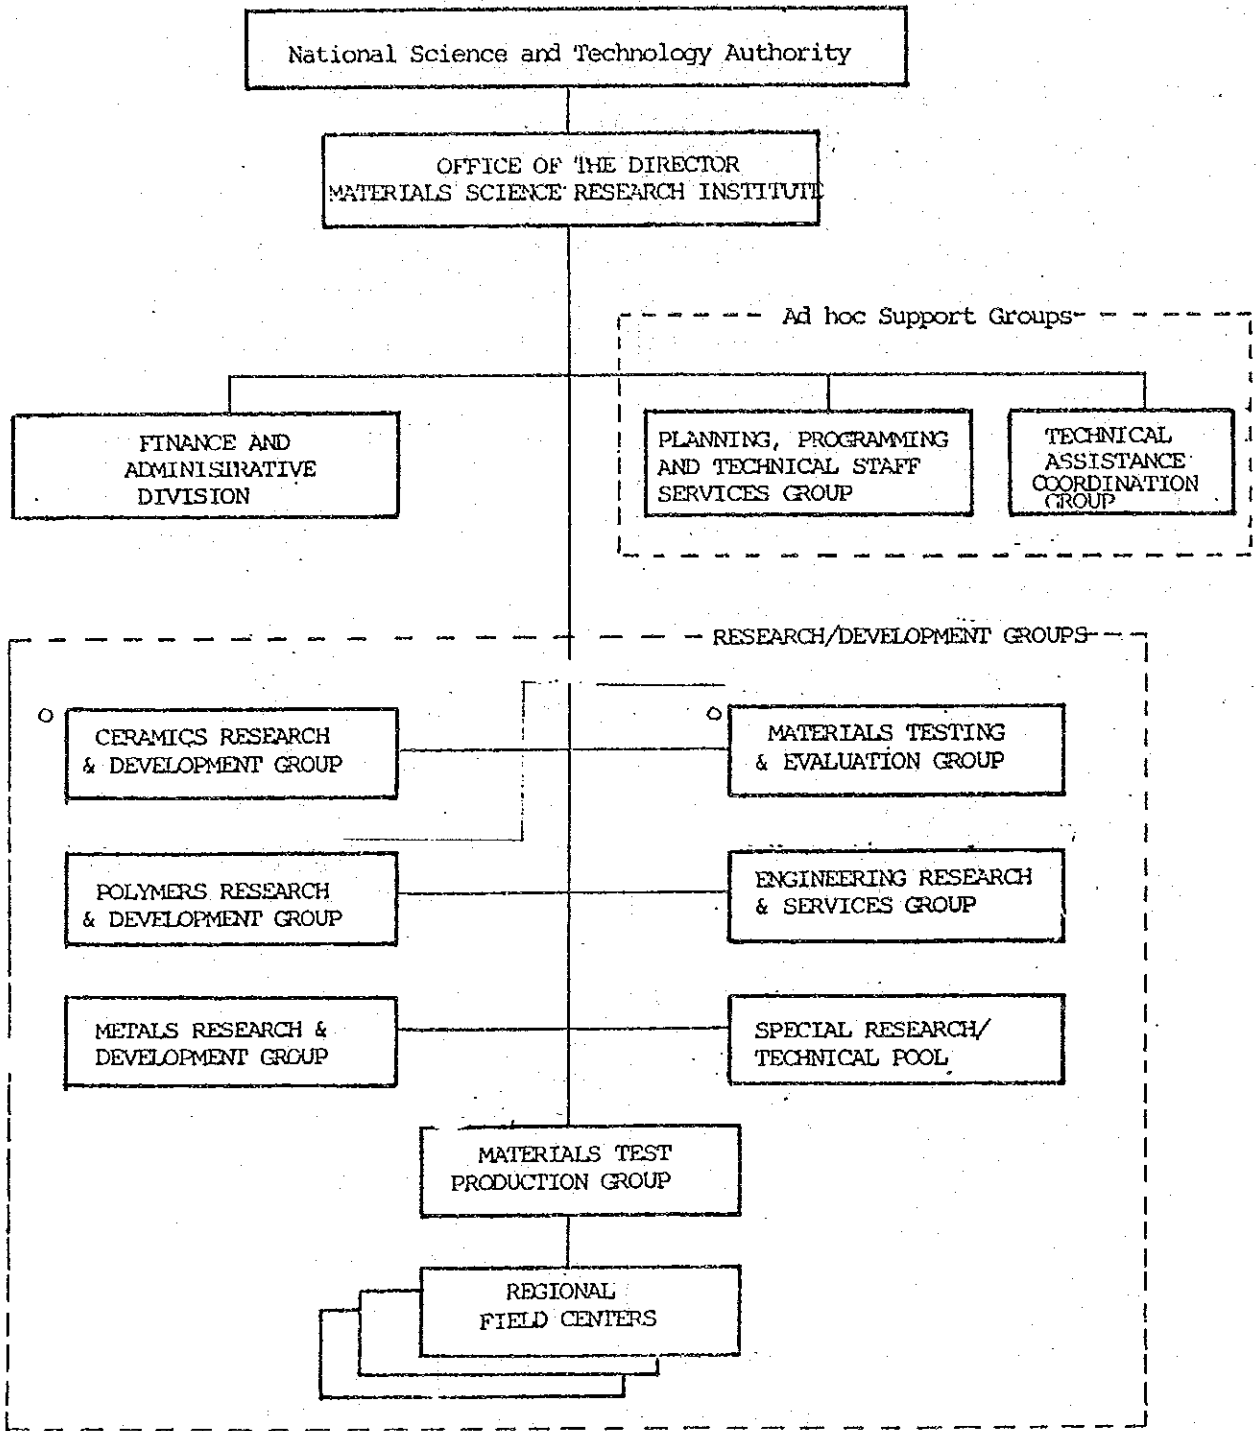 National Science and Technology Authority
OFFICE OF THE DIRECTOR
MATERIALS SCIENCE RESEARCH INSTITUTE
Ad hoc Support Groups
FINANCE AND
ADMINISTRATIVE
DIVISION
PLANNING, PROGRAMMING
AND TECHNICAL STAFF
SERVICES GROUP
TECHNICAL
ASSISTANCE
COORDINATION
GROUP
RESEARCH/DEVELOPMENT GROUPS
CERAMICS RESEARCH
& DEVELOPMENT GROUP
MATERIALS TESTING
& EVALUATION GROUP
POLYMERS RESEARCH
& DEVELOPMENT GROUP
ENGINEERING RESEARCH
& SERVICES GROUP
METALS RESEARCH &
DEVELOPMENT GROUP
SPECIAL RESEARCH/
TECHNICAL POOL
MATERIALS TEST
PRODUCTION GROUP
REGIONAL
FIELD CENTERS